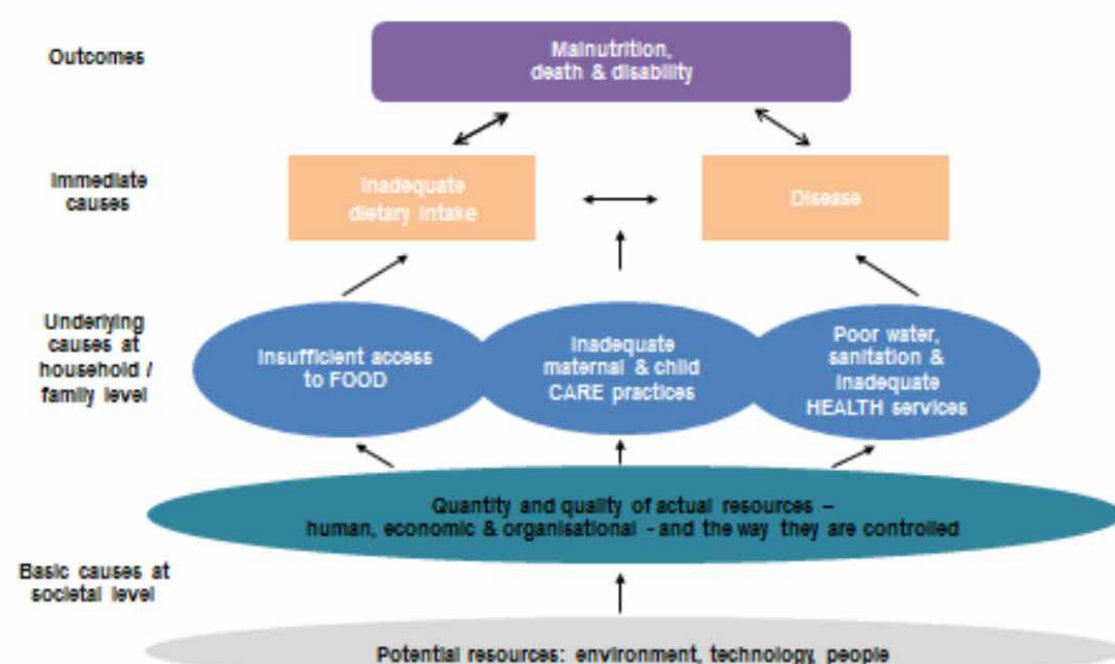 Outcomes
Malnutrition,
death & disability
Immediate
causes
Inadequate
dietary intake
Disease
Underlying
causes at
household /
family level
Insufficient access
to FOOD
Inadequate
maternal & child
CARE practices
Poor water,
sanitation &
inadequate
HEALTH services
Quantity and quality of actual resources –
human, economic & organisational - and the way they are controlled
Basic causes at
societal level
Potential resources: environment, technology, people